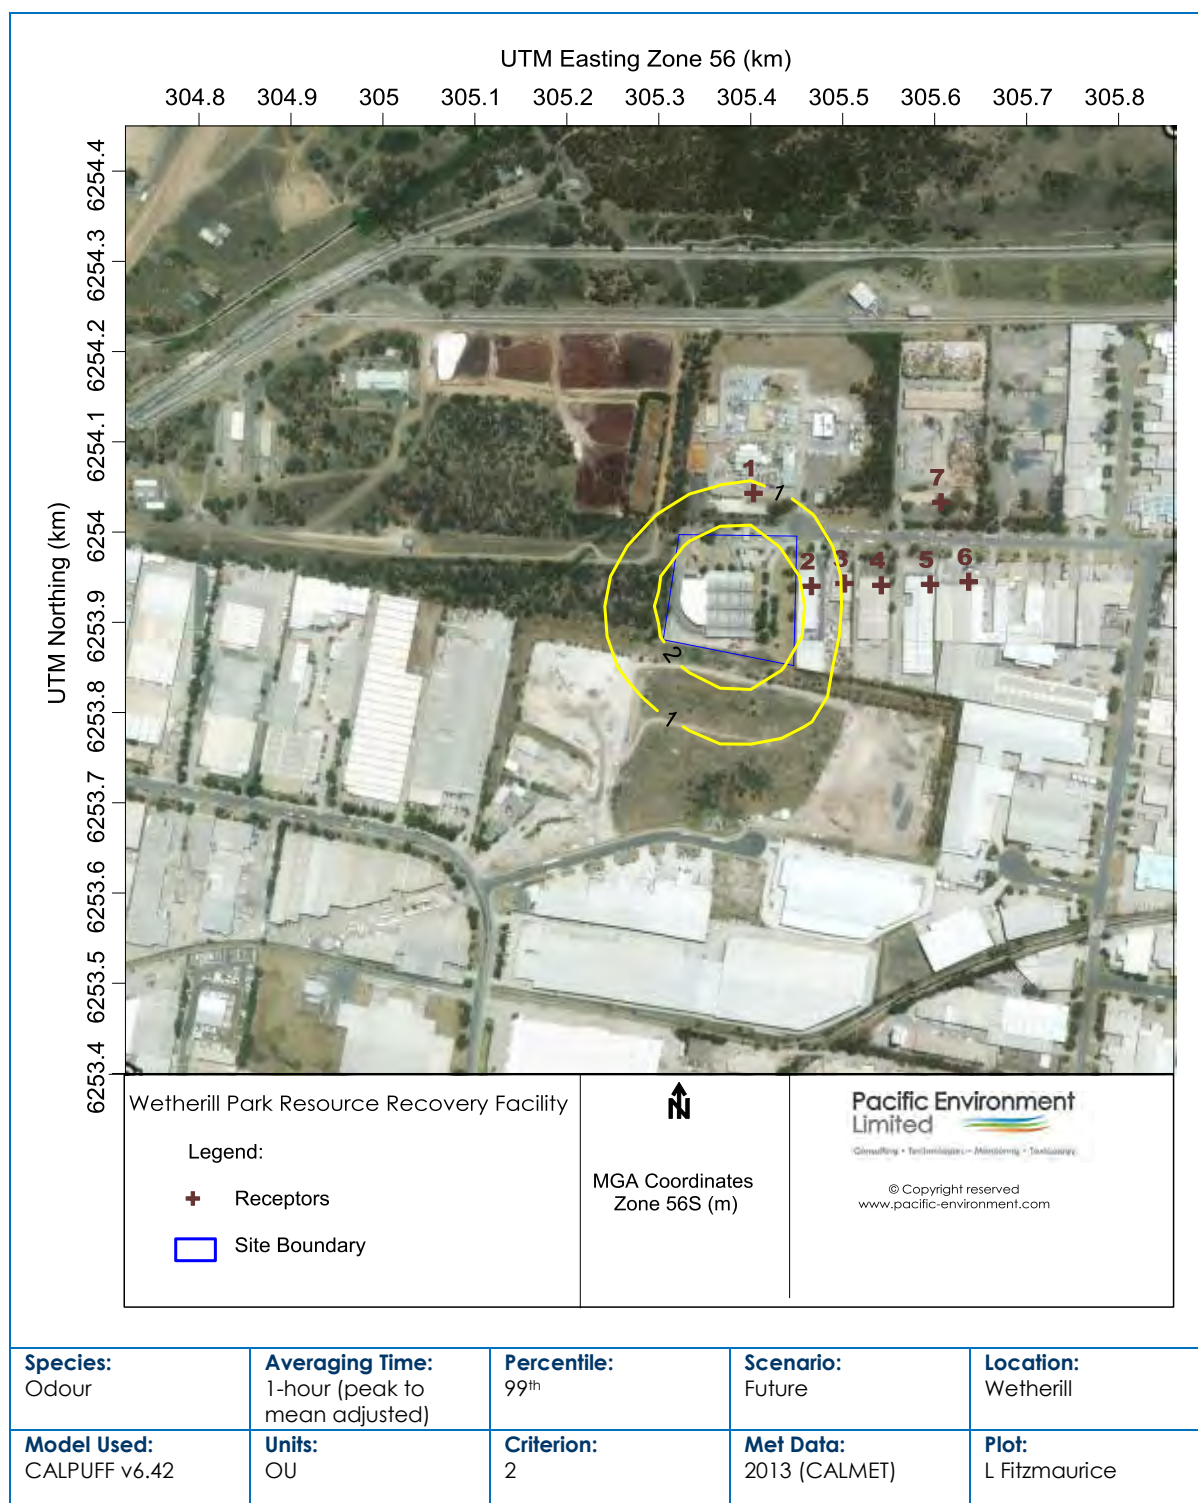 UTM Easting Zone 56 (km)
304.8 304.9 305 305.1 305.2 305.3 305.4 305.5 305.6 305.7 305.8
UTM Northing (km)
6254.4
6254.3
6254.2
6254.1
6254
6253.9
6253.8
6253.7
6253.6
6253.5
6253.4
1
1
7
2 3 4 5 6
2
1
Wetherill Park Resource Recovery Facility
Legend:
Receptors
Site Boundary
N
MGA Coordinates
Zone 56S (m)
Pacific Environment
Limited
Consulting • Technologies • Monitoring • Toxicology
© Copyright reserved
www.pacific-environment.com
Species: Averaging Time: Percentile: Scenario: Location:
Odour 1-hour (peak to 99th Future Wetherill
mean adjusted)
Model Used: Units: Criterion: Met Data: Plot:
CALPUFF v6.42 OU 2 2013 (CALMET) L Fitzmaurice